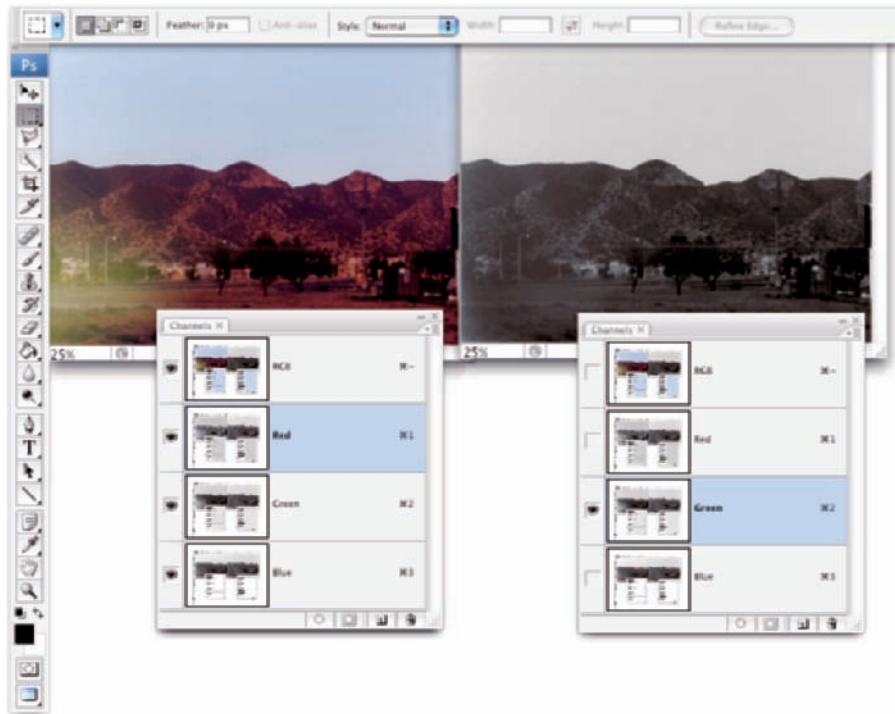 Feather: 0 px Anti-alias Style: Normal Width: Height: Refine Edge...
Ps
25%
25%
Channels ×
RGB ⌘~
Red ⌘1
Green ⌘2
Blue ⌘3
Channels ×
RGB ⌘~
Red ⌘1
Green ⌘2
Blue ⌘3
T